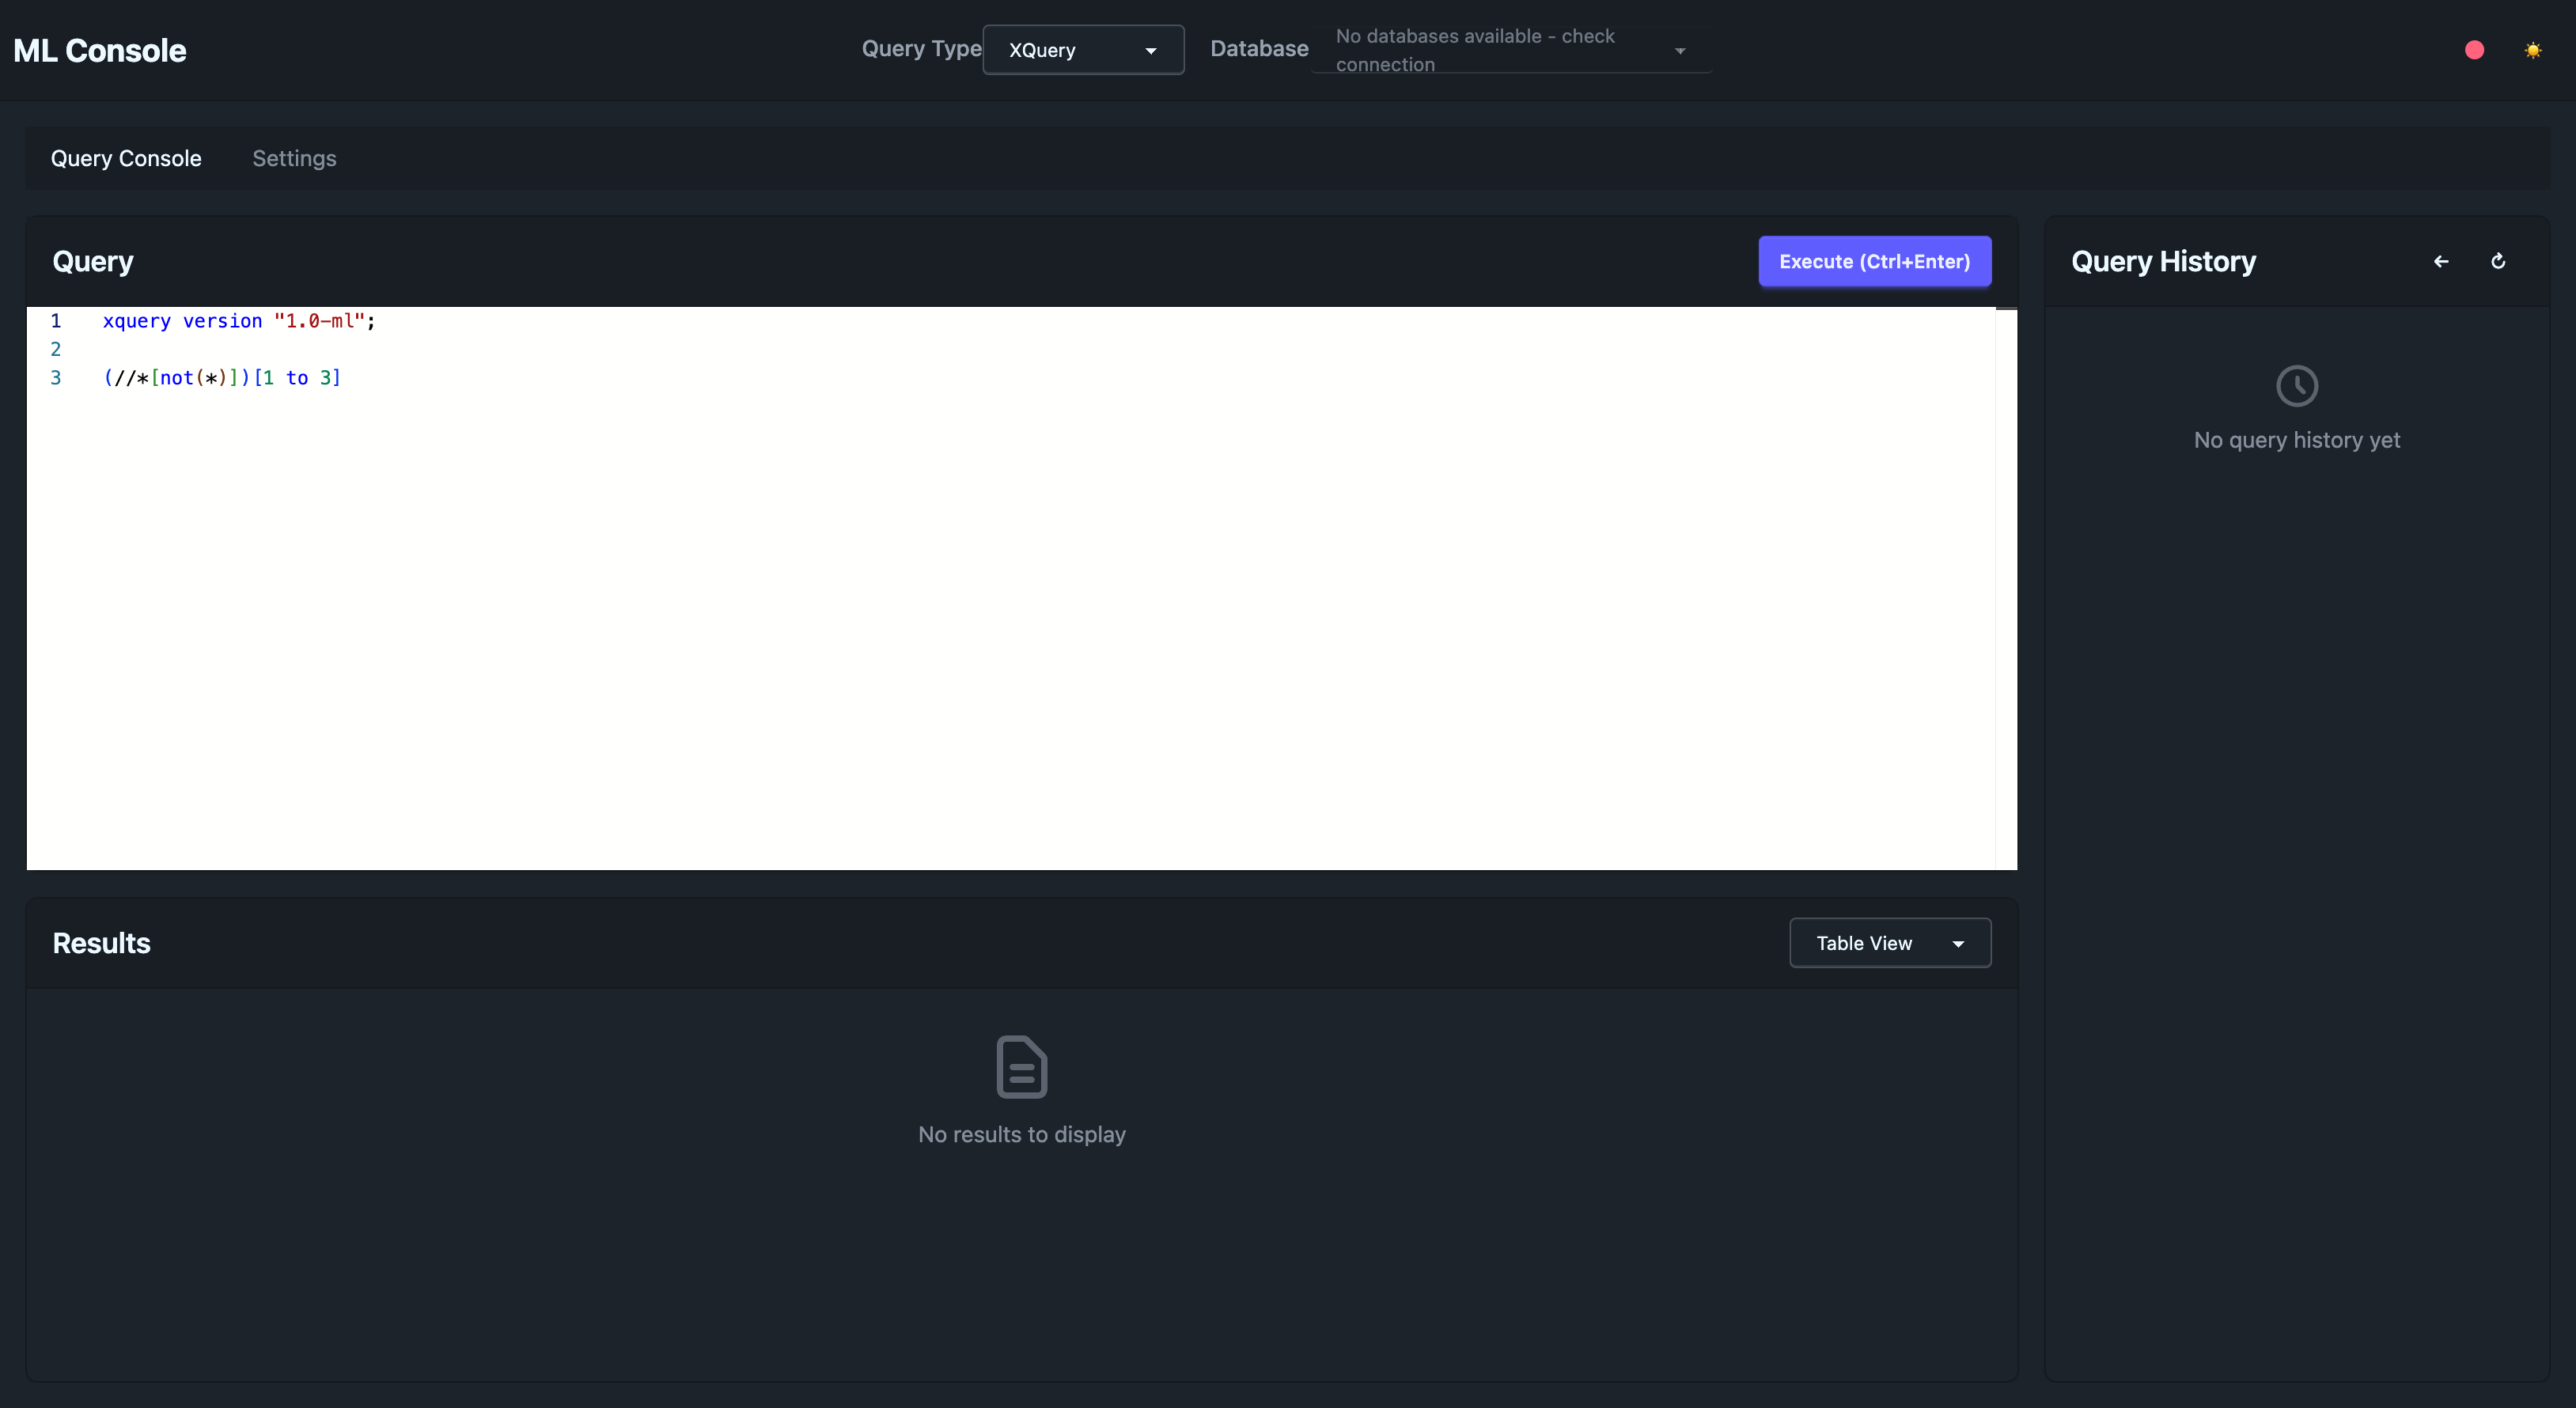 ML Console
Query Type
XQuery
Database
No databases available - check
connection
Query Console
Settings
Query
Execute (Ctrl+Enter)
1 xquery version "1.0-ml";
2
3 (//*[not(*)])[1 to 3]
Query History
No query history yet
Results
Table View
No results to display